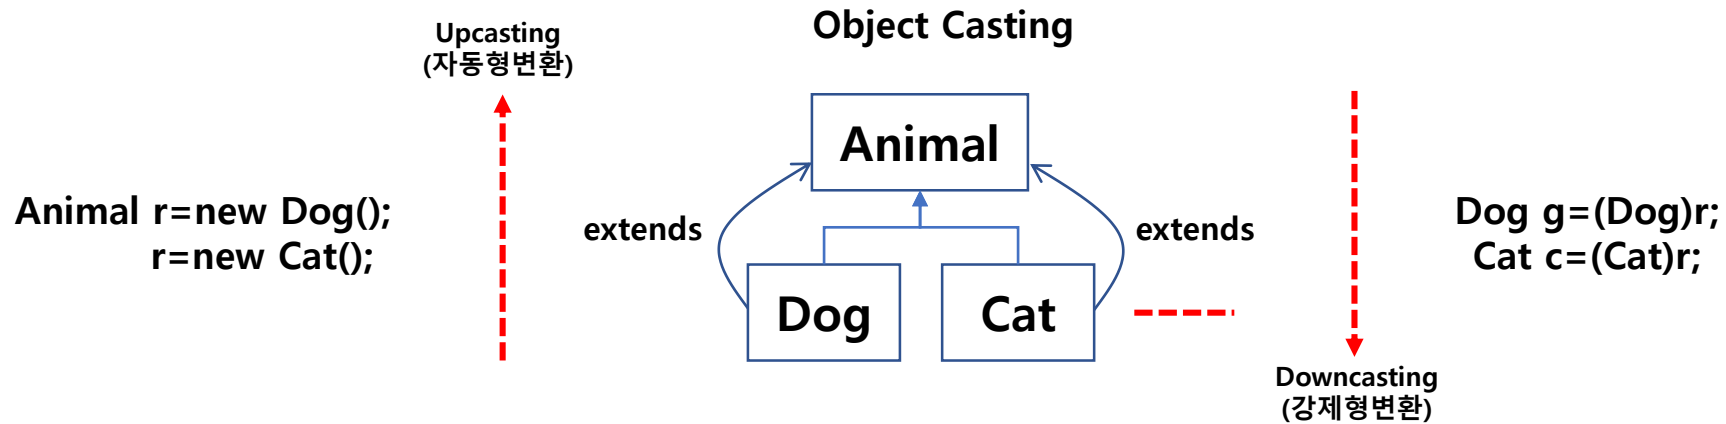 Object Casting
Upcasting
(자동형변환)
Animal
Animal r=new Dog();
r=new Cat();
extends
extends
Dog g=(Dog)r;
Cat c=(Cat)r;
Dog
Cat
Downcasting
(강제형변환)